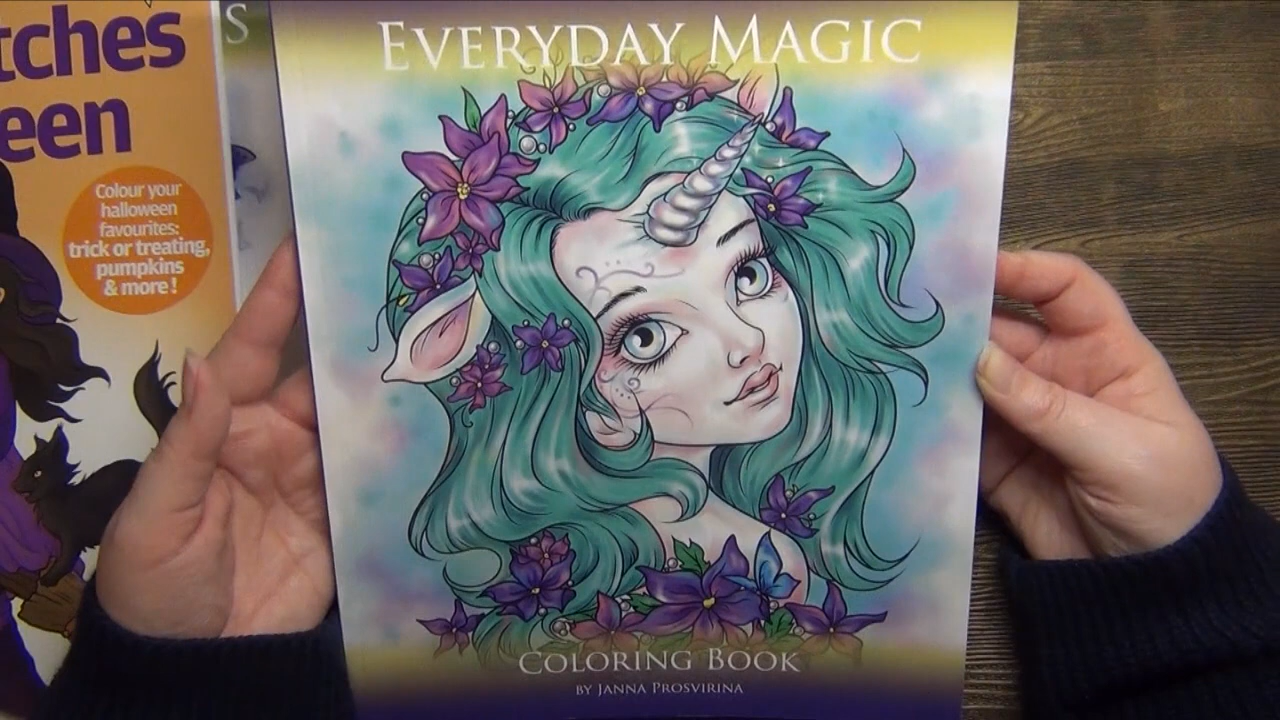 tches
een
Colour your
halloween
favourites:
trick or treating,
pumpkins
& more!
S
EVERYDAY MAGIC
COLORING BOOK
BY JANNA PROSVIRINA